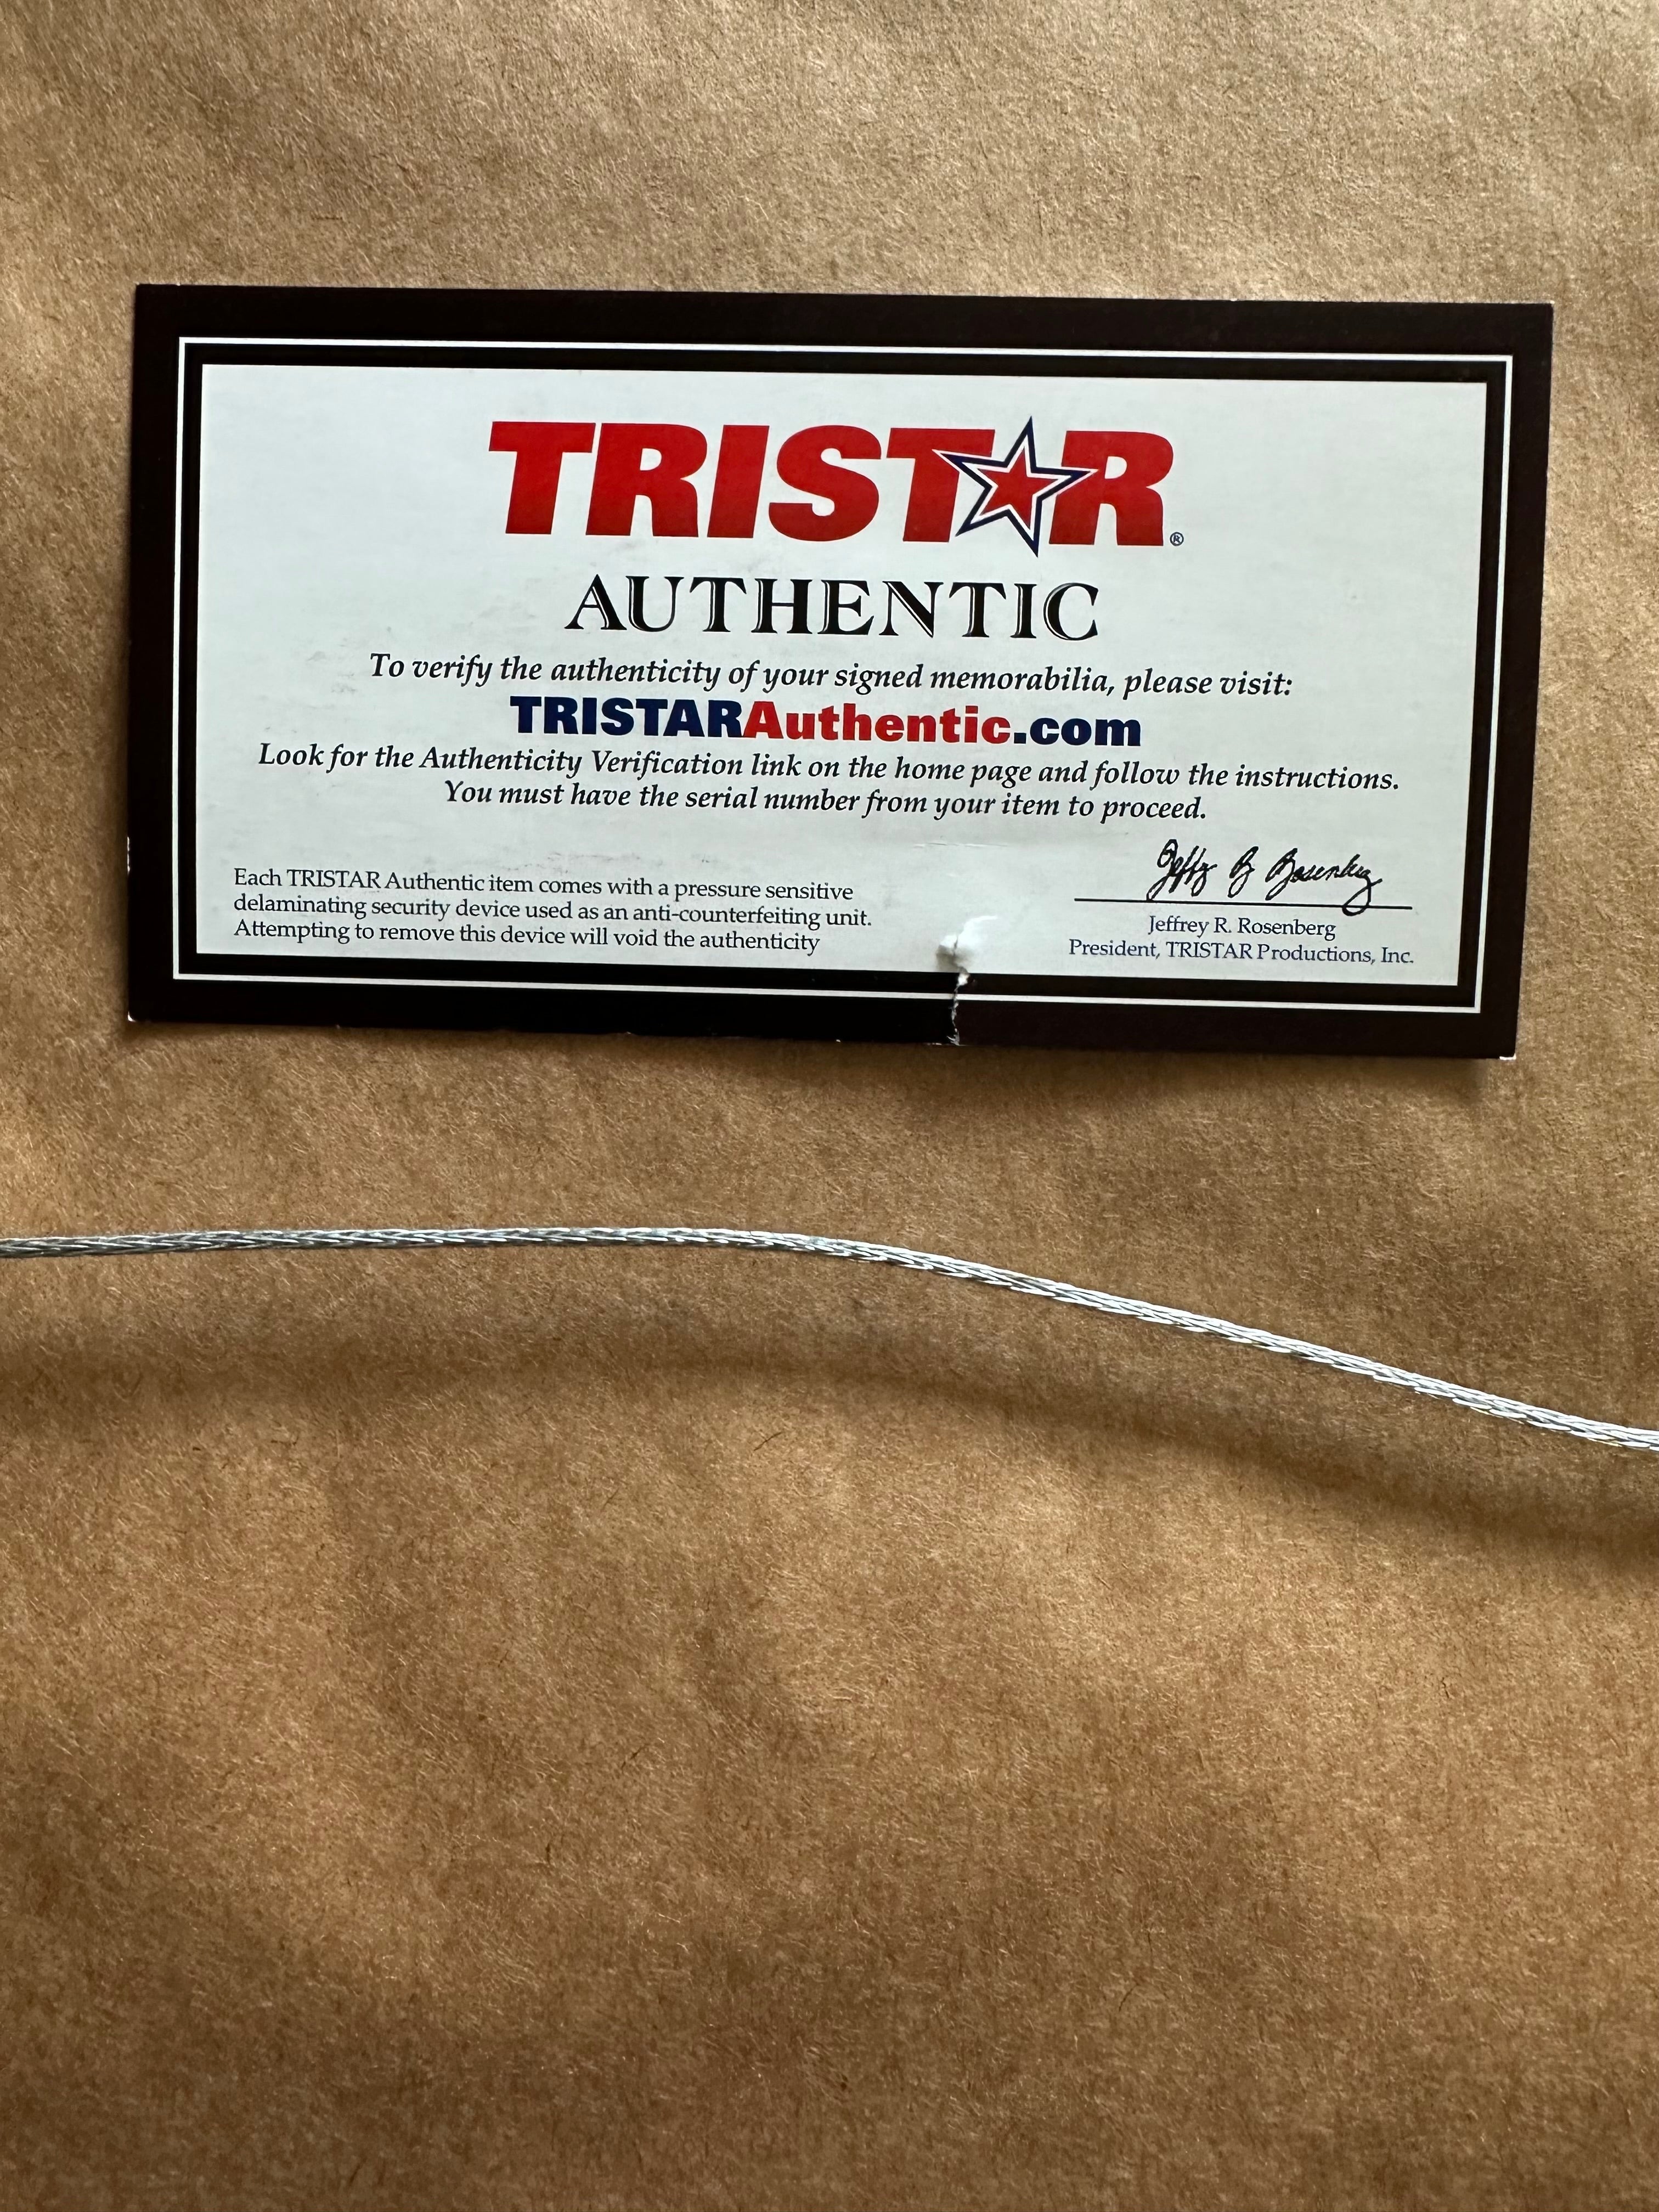 TRISTAR®
AUTHENTIC
To verify the authenticity of your signed memorabilia, please visit:
TRISTARAuthentic.com
Look for the Authenticity Verification link on the home page and follow the instructions.
You must have the serial number from your item to proceed.
Each TRISTAR Authentic item comes with a pressure sensitive
delaminating security device used as an anti-counterfeiting unit.
Attempting to remove this device will void the authenticity
Jeffrey R. Rosenberg
Jeffrey R. Rosenberg
President, TRISTAR Productions, Inc.